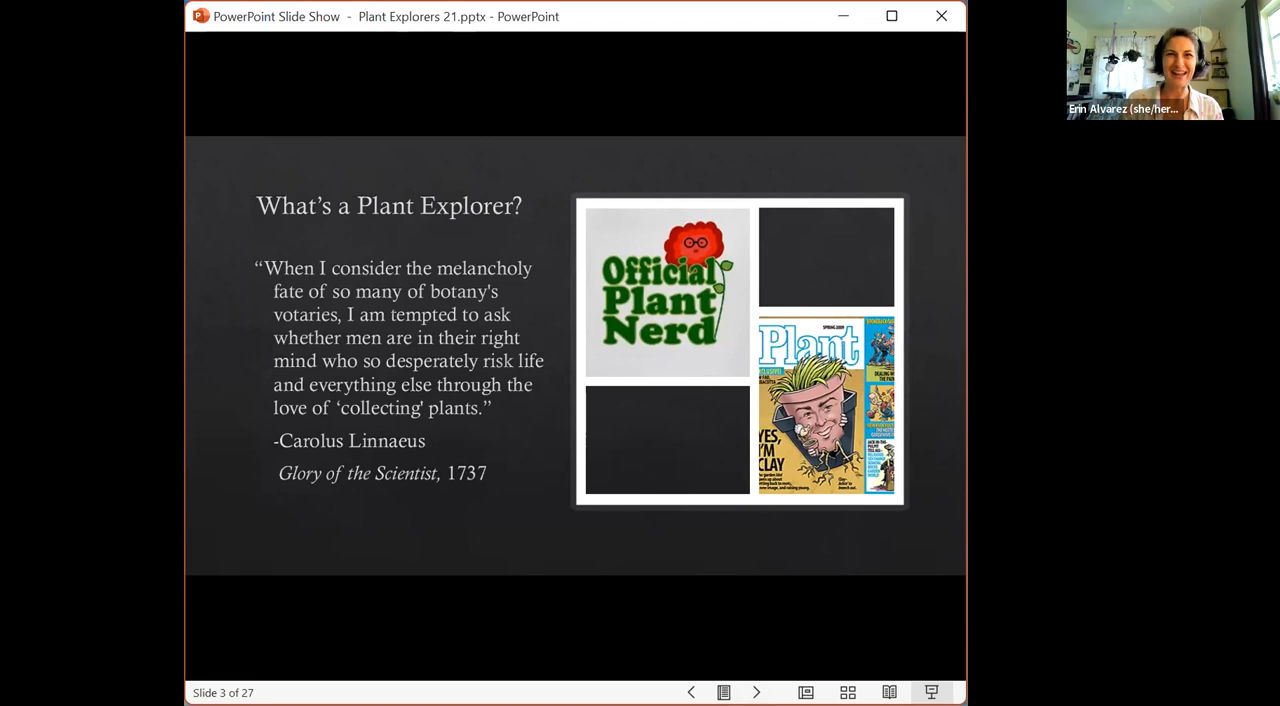 PowerPoint Slide Show - Plant Explorers 21.pptx - PowerPoint
Erin Alvarez (she/her...
What's a Plant Explorer?
“When I consider the melancholy
fate of so many of botany's
votaries, I am tempted to ask
whether men are in their right
mind who so desperately risk life
and everything else through the
love of ‘collecting' plants.”
-Carolus Linnaeus
Glory of the Scientist, 1737
Official
Plant
Nerd
SPRING 2009
Plant
YES,
I'M
CLAY
Slide 3 of 27